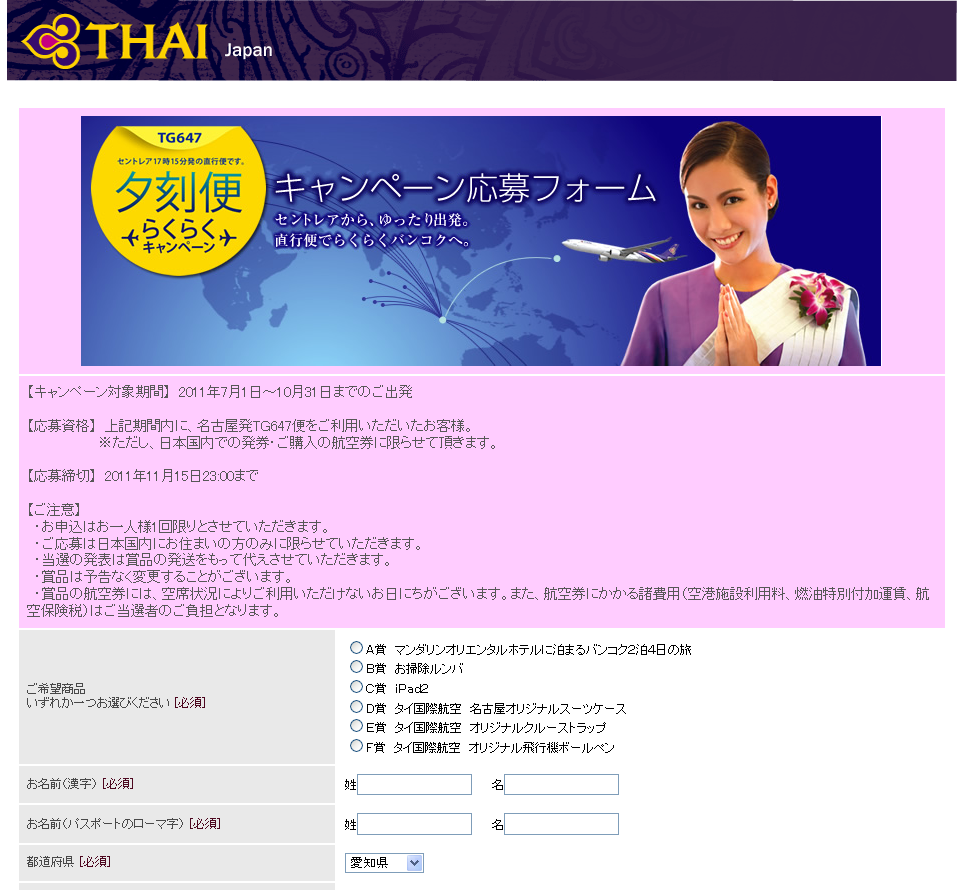 THAI Japan
TG647
セントレア17時15分発の直行便です。
夕刻便
らくらく
キャンペーン
キャンペーン応募フォーム
セントレアから、ゆったり出発。
直行便でらくらくバンコクへ。
【キャンペーン対象期間】 2011年7月1日～10月31日までのご出発
【応募資格】 上記期間内に、名古屋発TG647便をご利用いただいたお客様。
※ただし、日本国内での発券・ご購入の航空券に限らせて頂きます。
【応募締切】 2011年11月15日23:00まで
【ご注意】
・お申込はお一人様1回限りとさせていただきます。
・ご応募は日本国内にお住まいの方のみに限らせていただきます。
・当選の発表は賞品の発送をもって代えさせていただきます。
・賞品は予告なく変更することがございます。
・賞品の航空券には、空席状況によりご利用いただけないお日にちがございます。また、航空券にかかる諸費用（空港施設利用料、燃油特別付加運賃、航
空保険税）はご当選者のご負担となります。
ご希望商品
いずれか一つお選びください [必須]
A賞 マンダリンオリエンタルホテルに泊まるバンコク2泊4日の旅
B賞 お掃除ルンバ
C賞 iPad2
D賞 タイ国際航空 名古屋オリジナルスーツケース
E賞 タイ国際航空 オリジナルクルーストラップ
F賞 タイ国際航空 オリジナル飛行機ボールペン
お名前（漢字） [必須] 姓 名
お名前（パスポートのローマ字） [必須] 姓 名
都道府県 [必須] 愛知県